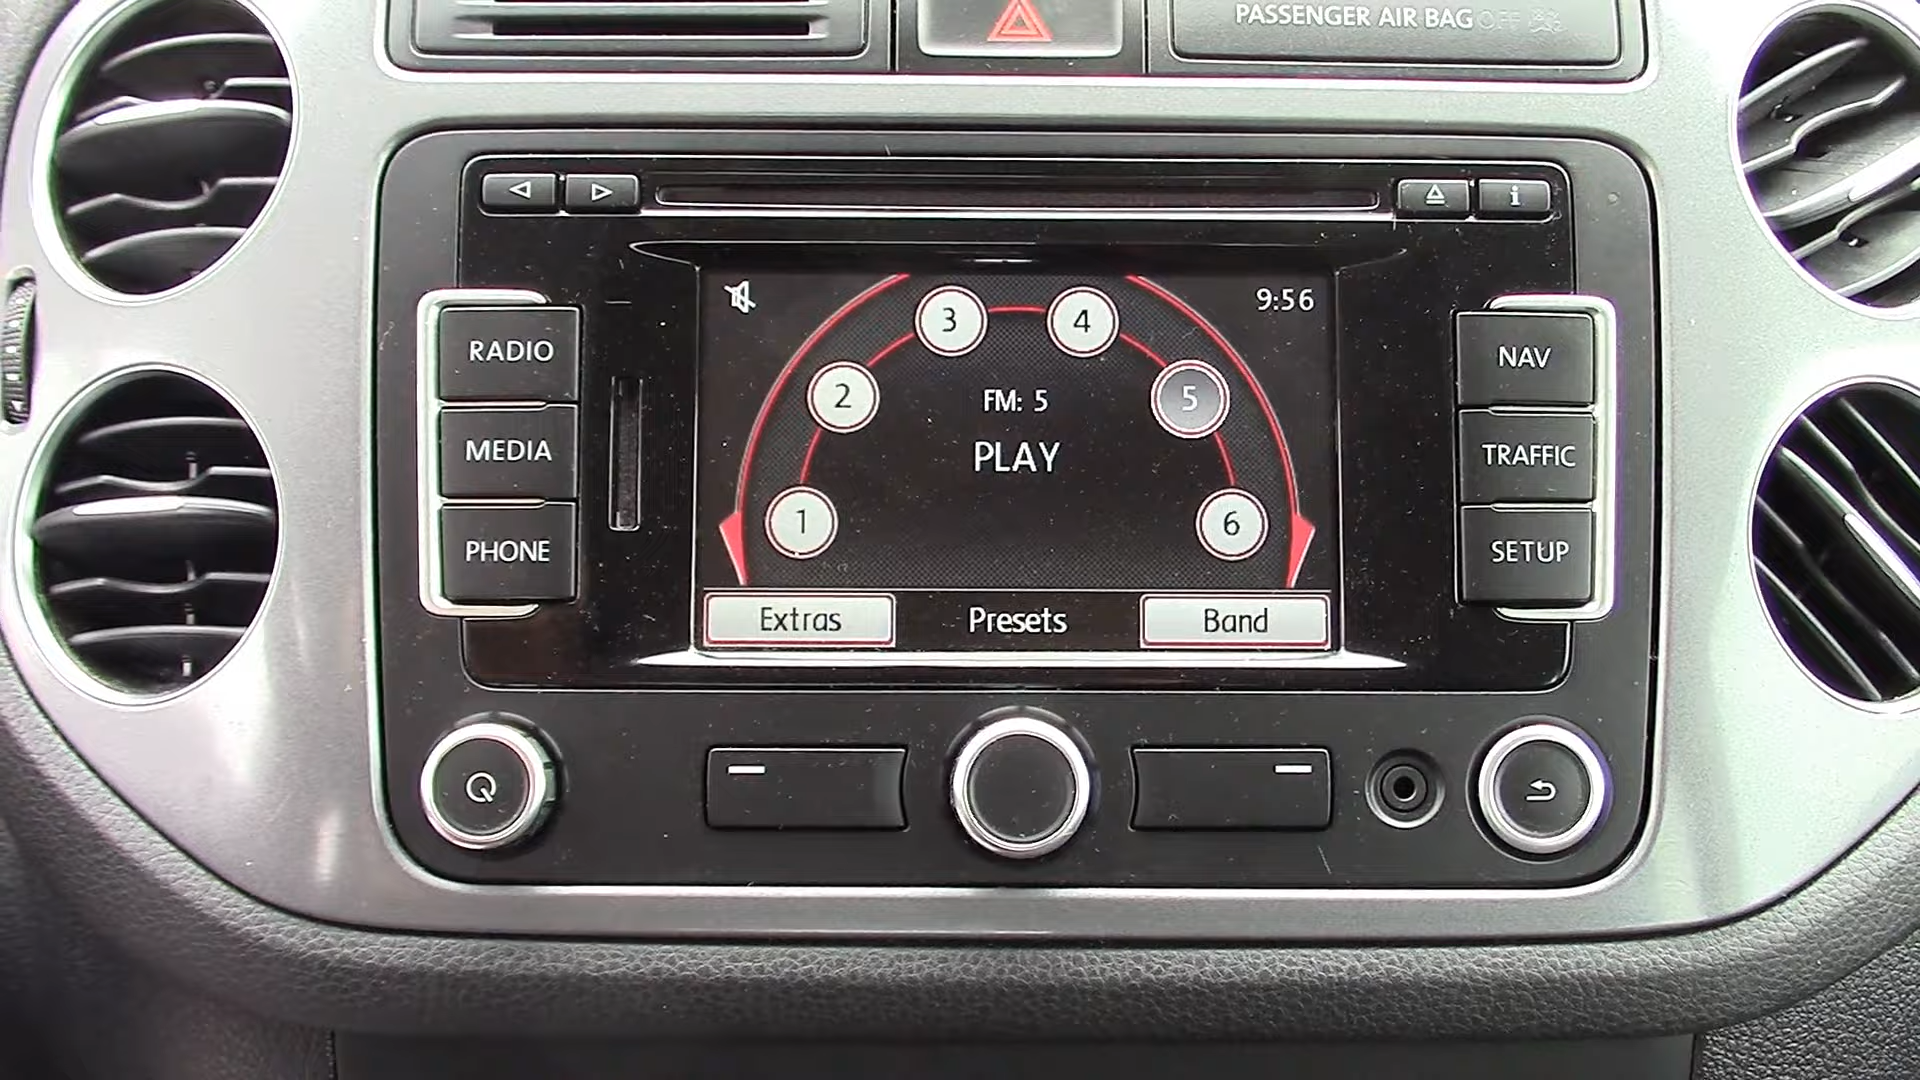 PASSENGER AIR BAG OFF
i
9:56
3 4
RADIO
NAV
2
5
FM: 5
MEDIA
PLAY
TRAFFIC
1
6
PHONE
SETUP
Extras
Presets
Band